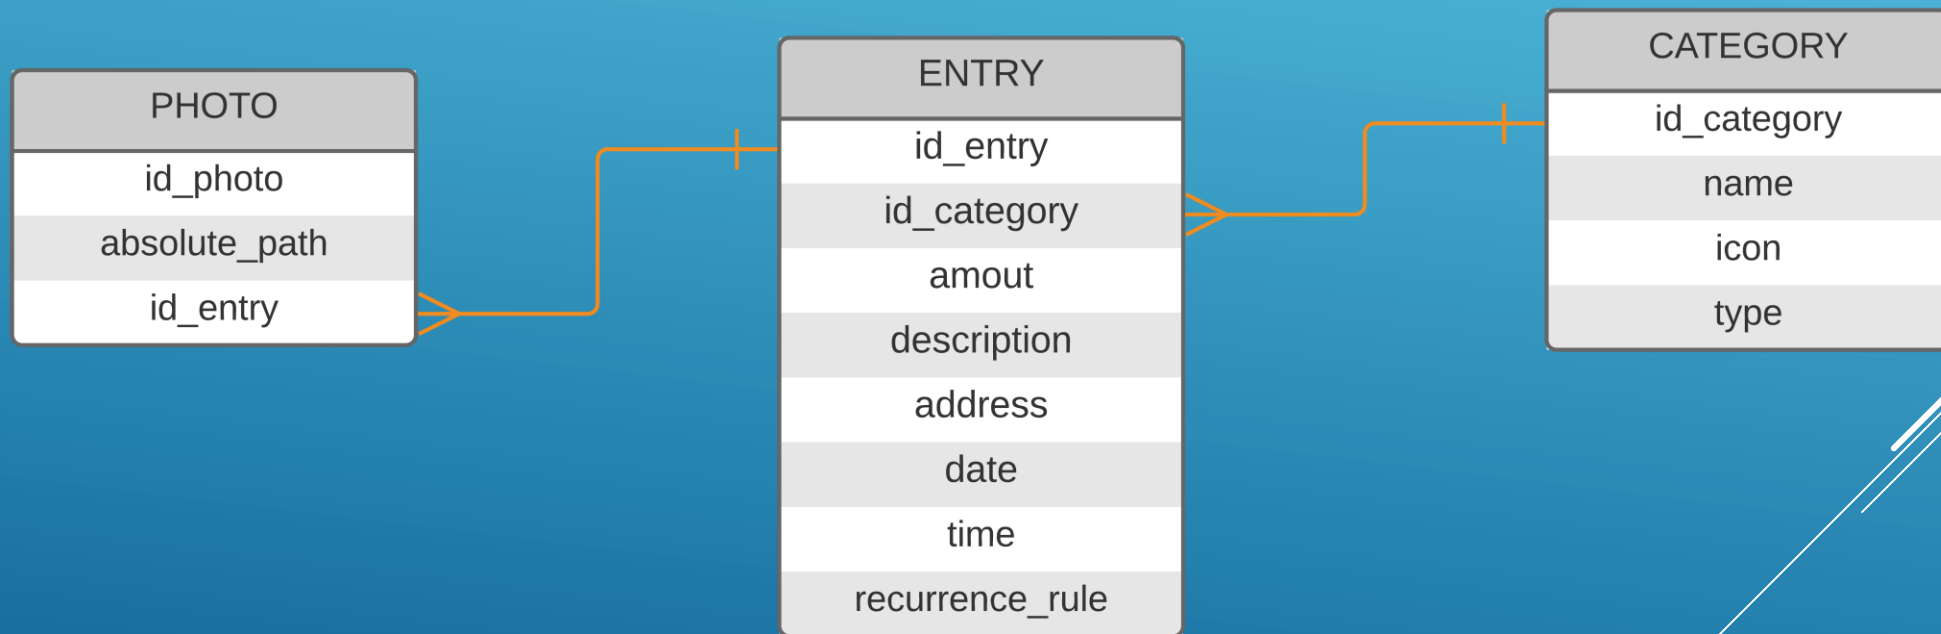 PHOTO
id_photo
absolute_path
id_entry
ENTRY
id_entry
id_category
amout
description
address
date
time
recurrence_rule
CATEGORY
id_category
name
icon
type